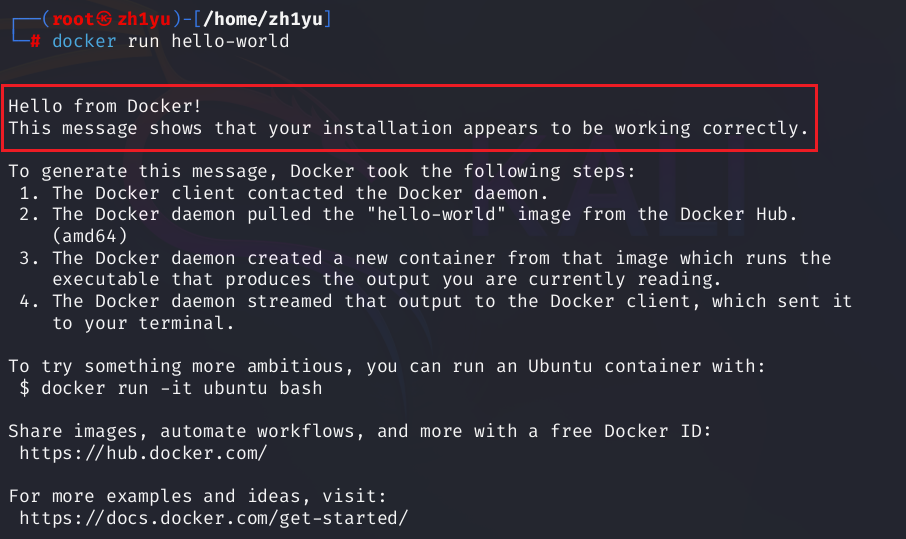 ┌──(root㉿zh1yu)-[/home/zh1yu]
└─# docker run hello-world
Hello from Docker!
This message shows that your installation appears to be working correctly.
To generate this message, Docker took the following steps:
1. The Docker client contacted the Docker daemon.
2. The Docker daemon pulled the "hello-world" image from the Docker Hub.
(amd64)
3. The Docker daemon created a new container from that image which runs the
executable that produces the output you are currently reading.
4. The Docker daemon streamed that output to the Docker client, which sent it
to your terminal.
To try something more ambitious, you can run an Ubuntu container with:
$ docker run -it ubuntu bash
Share images, automate workflows, and more with a free Docker ID:
https://hub.docker.com/
For more examples and ideas, visit:
https://docs.docker.com/get-started/
KALI